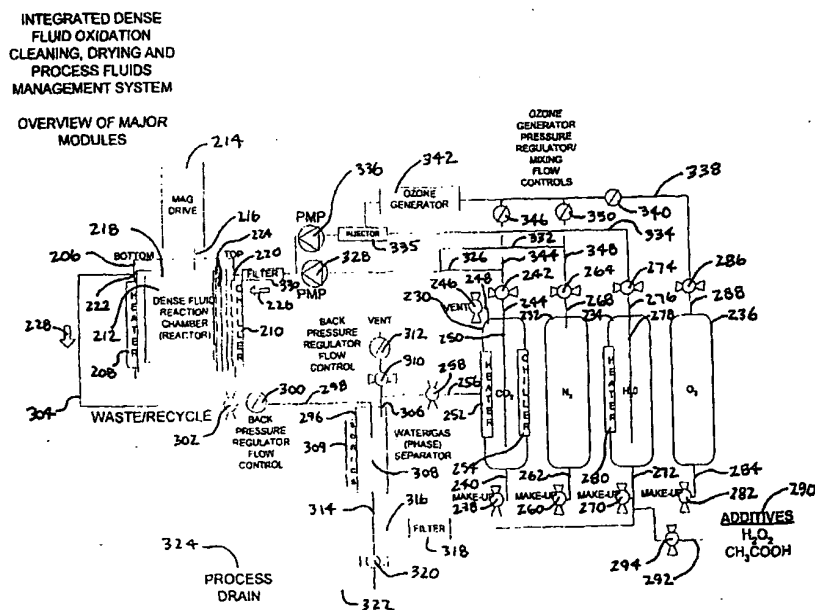 INTEGRATED DENSE
FLUID OXIDATION
CLEANING, DRYING AND
PROCESS FLUIDS
MANAGEMENT SYSTEM
OVERVIEW OF MAJOR
MODULES
214
MAG
DRIVE
218
216
224
206
BOTTOM
TOP
220
222
212
HEATER
DENSE FLUID
REACTION
CHAMBER
(REACTOR)
CHILLER
208
210
226
228
304
FILTER
330
PMP
336
PMP
328
INJECTOR
335
342
OZONE
GENERATOR
OZONE
GENERATOR
PRESSURE
REGULATOR/
MIXING
FLOW
CONTROLS
338
346
350
340
334
332
326
344
348
246
248
242
264
274
286
230
VENT
244
268
276
288
232
234
278
236
250
HEATER
CO2
CHILLER
N2
HEATER
H2O
O2
252
254
280
256
258
BACK
PRESSURE
REGULATOR
FLOW
CONTROL
VENT
312
310
WASTE/RECYCLE
302
300
298
BACK
PRESSURE
REGULATOR
FLOW
CONTROL
296
306
309
308
WATER/GAS
(PHASE)
SEPARATOR
240
262
272
284
MAKE-UP
238
MAKE-UP
260
MAKE-UP
270
MAKE-UP
282
314
316
FILTER
318
320
322
324
PROCESS
DRAIN
290
ADDITIVES
H2O2
CH3COOH
294
292